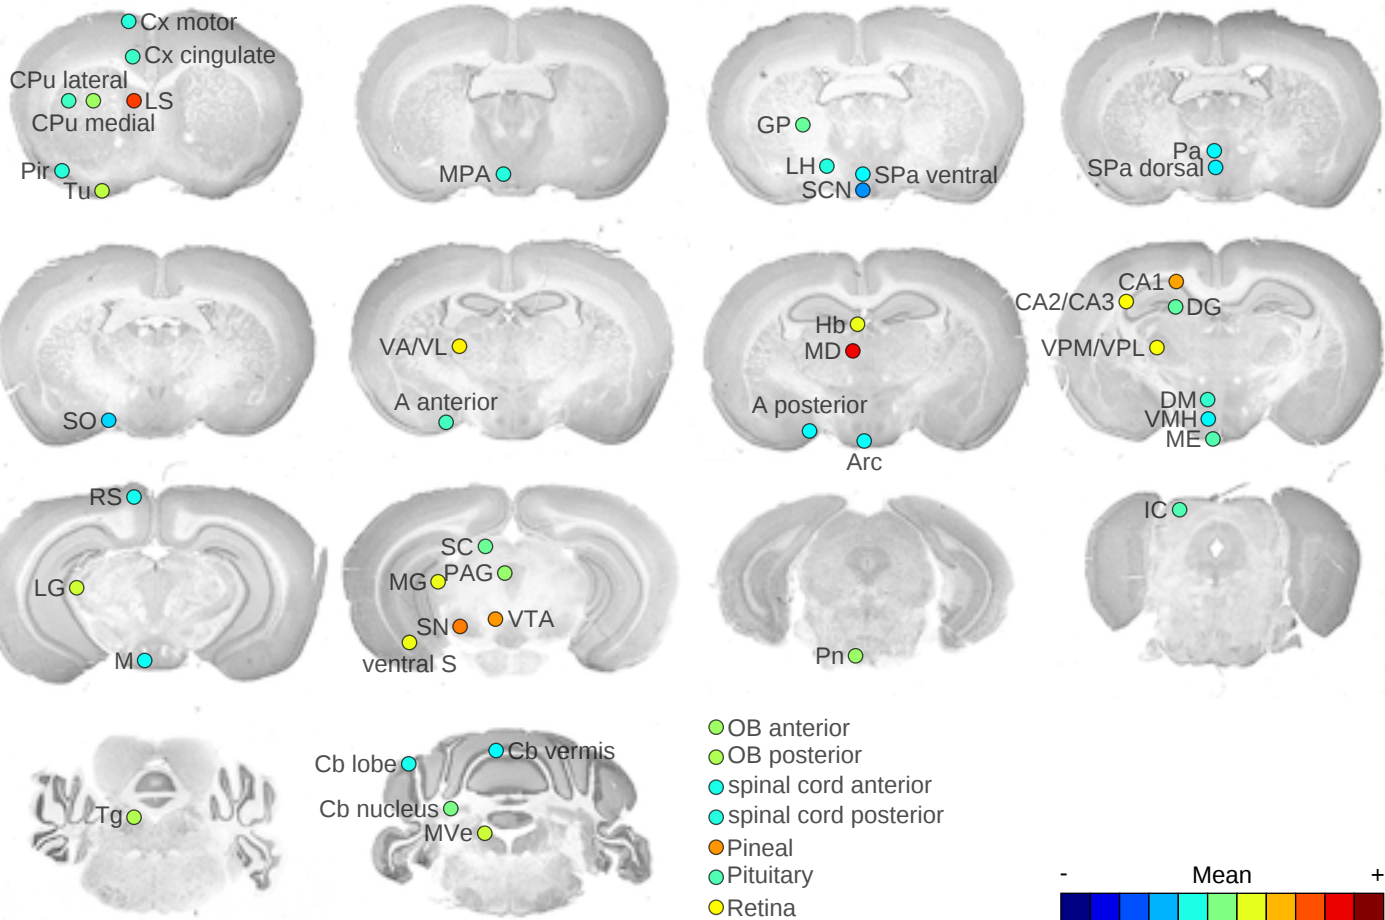 Cx motor
Cx cingulate
CPu lateral
LS
CPu medial
Pir
Tu
MPA
GP
LH
SPa ventral
SCN
Pa
SPa dorsal
SO
VA/VL
A anterior
Hb
MD
A posterior
Arc
CA1
CA2/CA3
DG
VPM/VPL
DM
VMH
ME
RS
LG
M
SC
PAG
MG
SN
VTA
ventral S
Pn
IC
Tg
Cb lobe
Cb vermis
Cb nucleus
MVe
OB anterior
OB posterior
spinal cord anterior
spinal cord posterior
Pineal
Pituitary
Retina
- Mean +